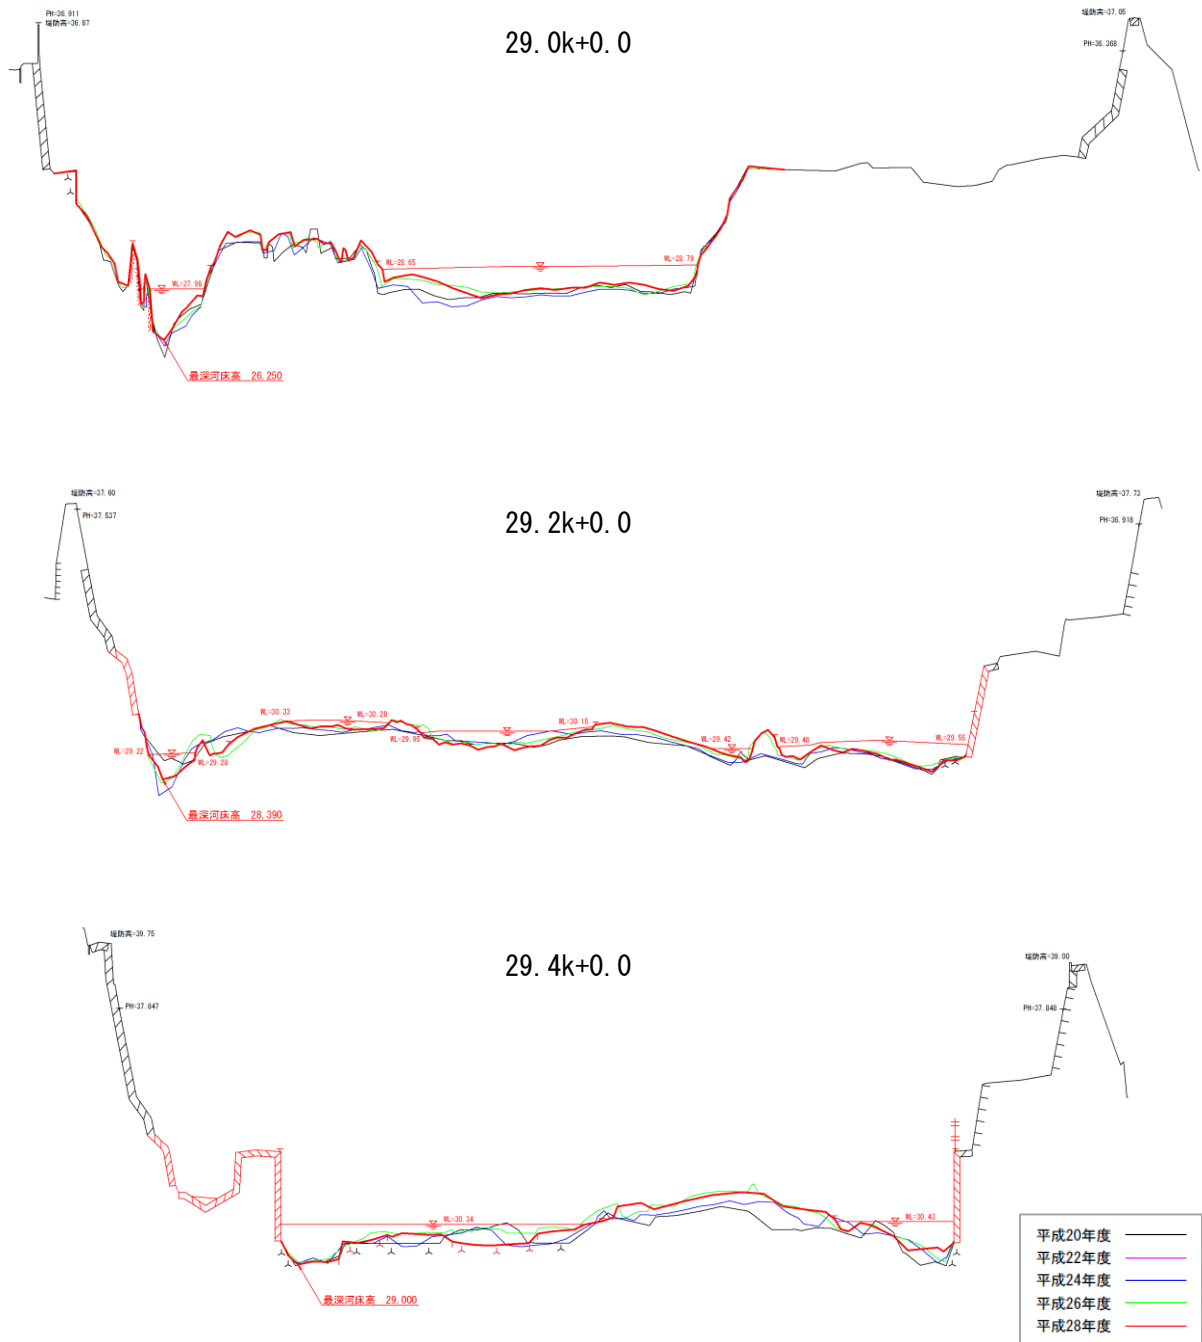 PH=36.911
堤防高=36.87
29.0k+0.0
堤防高=37.05
PH=36.368
WL=28.65
WL=28.79
WL=27.98
最深河床高 26.250
堤防高=37.60
PH=37.537
29.2k+0.0
堤防高=37.73
PH=36.918
WL=30.33
WL=30.28
WL=30.16
WL=29.95
WL=29.22
WL=29.28
WL=29.42
WL=29.48
WL=29.55
最深河床高 28.390
堤防高=39.75
29.4k+0.0
堤防高=39.00
PH=37.847
PH=37.848
WL=30.34
WL=30.43
最深河床高 29.000
平成20年度
平成22年度
平成24年度
平成26年度
平成28年度